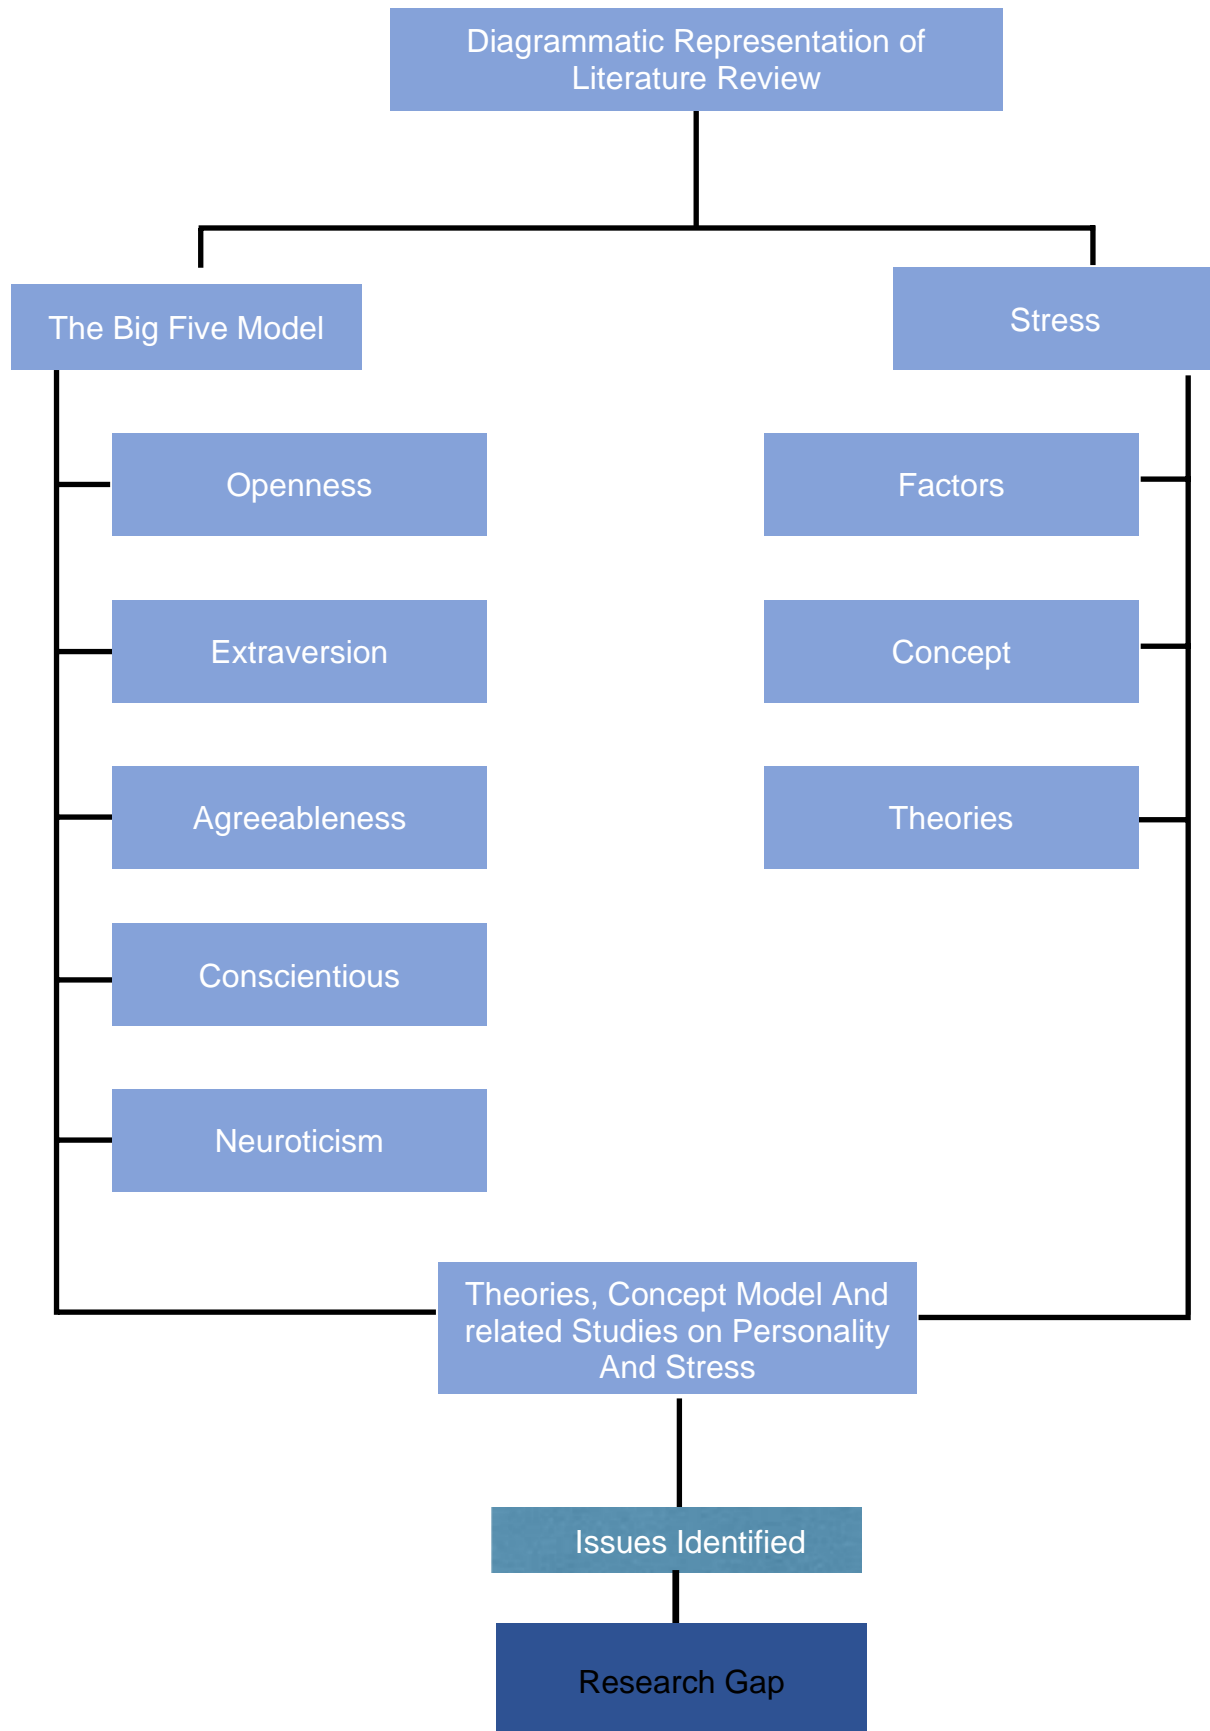 Diagrammatic Representation of
Literature Review
The Big Five Model
Stress
Openness
Factors
Extraversion
Concept
Agreeableness
Theories
Conscientious
Neuroticism
Theories, Concept Model And
related Studies on Personality
And Stress
Issues Identified
Research Gap